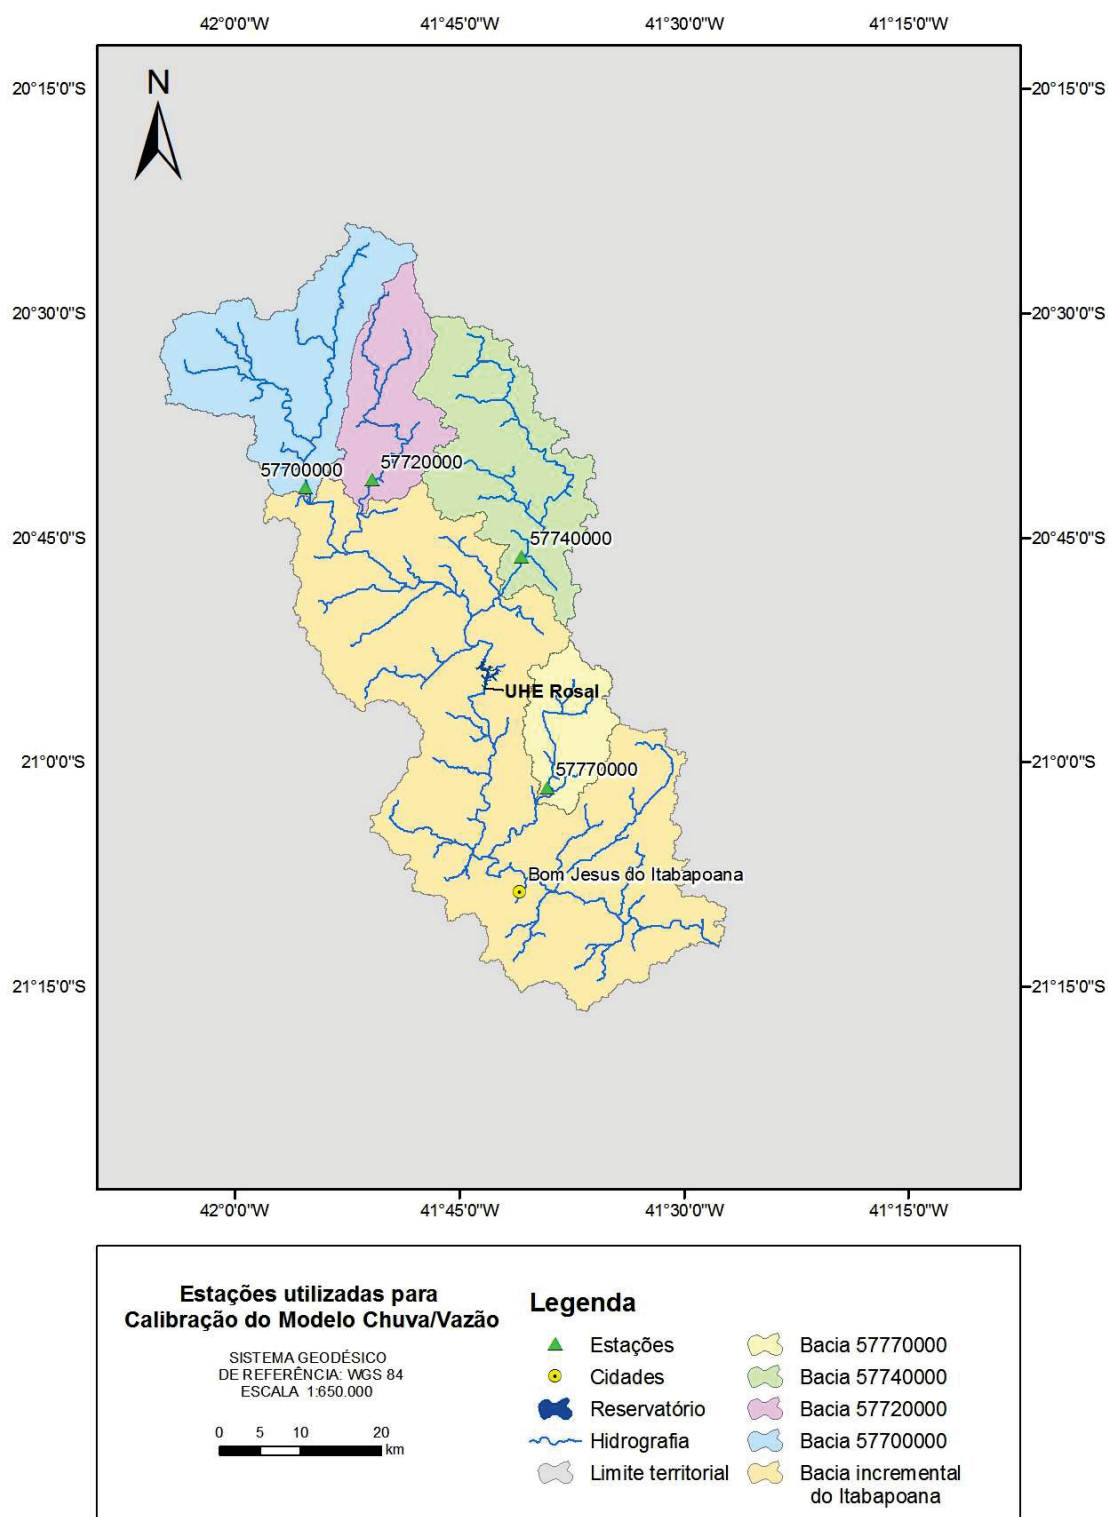 42°0'0"W 41°45'0"W 41°30'0"W 41°15'0"W
N
20°15'0"S 20°15'0"S
20°30'0"S 20°30'0"S
57720000
57700000
57740000
20°45'0"S 20°45'0"S
UHE Rosal
21°0'0"S 21°0'0"S
57770000
Bom Jesus do Itabapoana
21°15'0"S 21°15'0"S
42°0'0"W 41°45'0"W 41°30'0"W 41°15'0"W
Estações utilizadas para
Calibração do Modelo Chuva/Vazão
SISTEMA GEODÉSICO
DE REFERÊNCIA: WGS 84
ESCALA 1:650.000
0 5 10 20
km
Legenda
Estações
Cidades
Reservatório
Hidrografia
Limite territorial
Bacia 57770000
Bacia 57740000
Bacia 57720000
Bacia 57700000
Bacia incremental
do Itabapoana